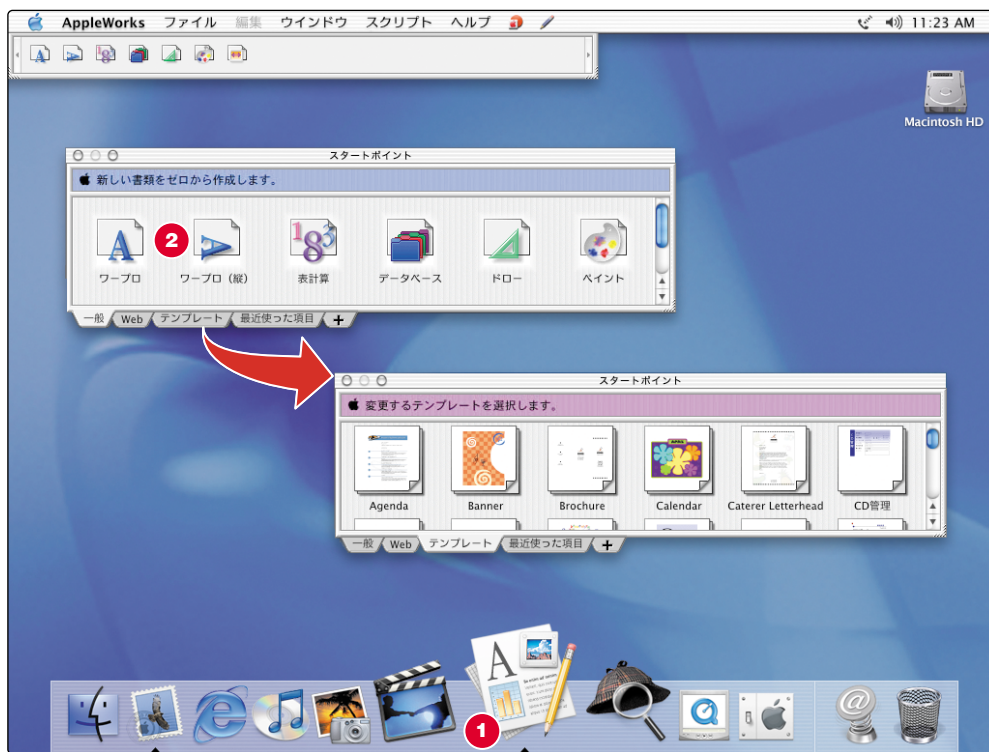 AppleWorks ファイル 編集 ウインドウ スクリプト ヘルプ 11:23 AM
Macintosh HD
スタートポイント
新しい書類をゼロから作成します。
2
ワープロ ワープロ（縦） 表計算 データベース ドロー ペイント
一般 Web テンプレート 最近使った項目 +
スタートポイント
変更するテンプレートを選択します。
Agenda Banner Brochure Calendar Caterer Letterhead CD管理
一般 Web テンプレート 最近使った項目 +
1